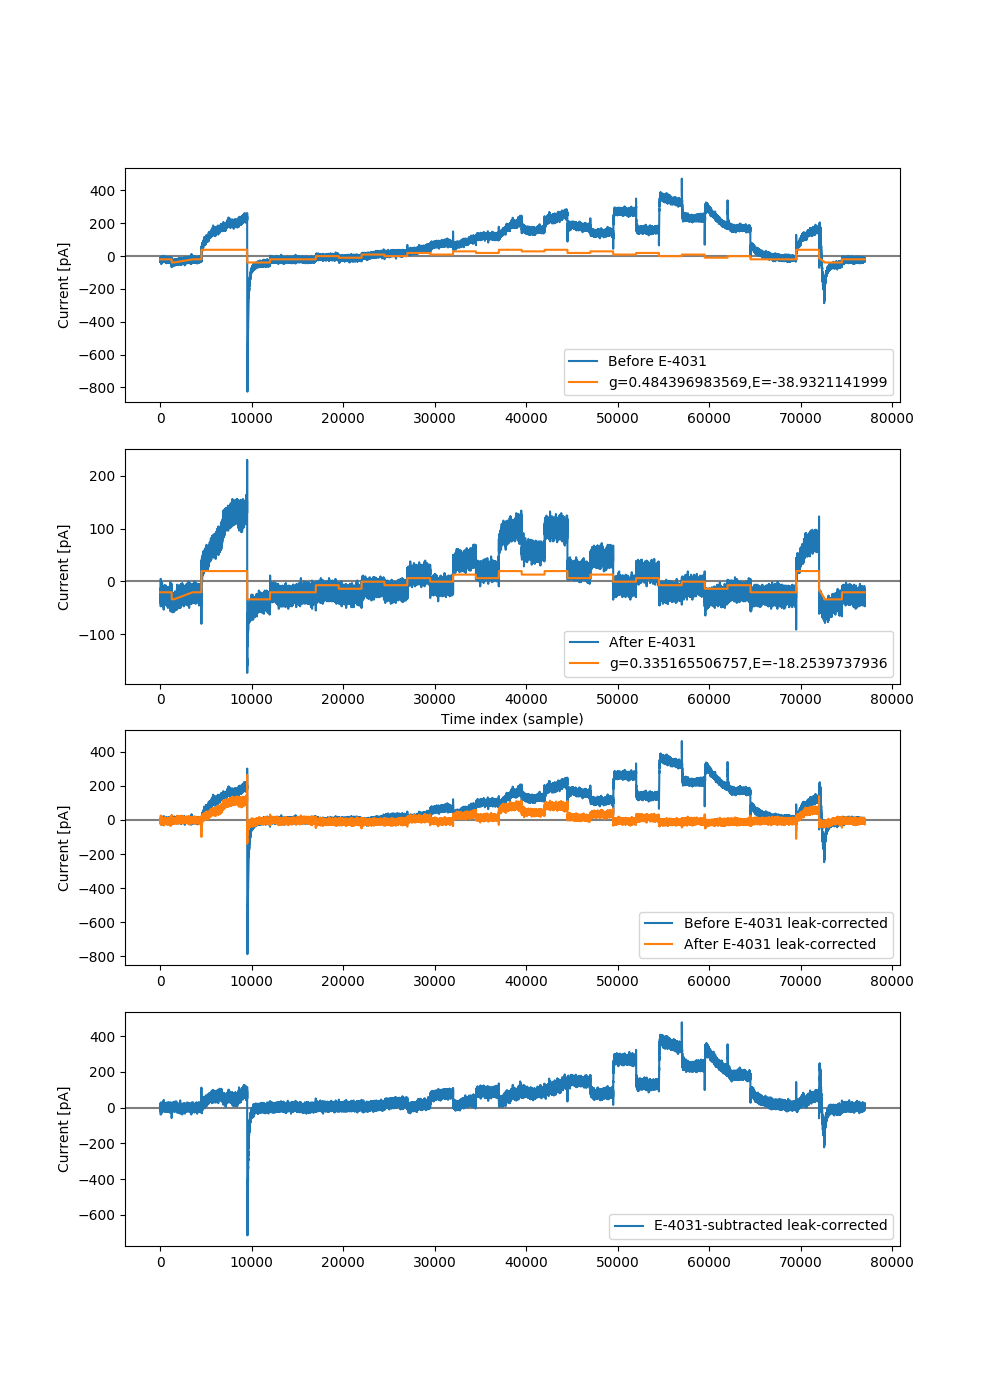 400
200
0
−200
−400
−600
−800
Current [pA]
Before E-4031
g=0.484396983569,E=-38.9321141999
0 10000 20000 30000 40000 50000 60000 70000 80000
200
100
0
−100
Current [pA]
After E-4031
g=0.335165506757,E=-18.2539737936
0 10000 20000 30000 40000 50000 60000 70000 80000
Time index (sample)
400
200
0
−200
−400
−600
−800
Current [pA]
Before E-4031 leak-corrected
After E-4031 leak-corrected
0 10000 20000 30000 40000 50000 60000 70000 80000
400
200
0
−200
−400
−600
Current [pA]
E-4031-subtracted leak-corrected
0 10000 20000 30000 40000 50000 60000 70000 80000